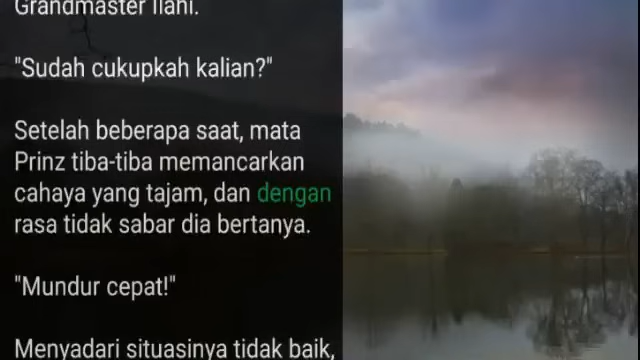 Grandmaster Ilahi.
"Sudah cukupkah kalian?"
Setelah beberapa saat, mata
Prinz tiba-tiba memancarkan
cahaya yang tajam, dan dengan
rasa tidak sabar dia bertanya.
"Mundur cepat!"
Menyadari situasinya tidak baik,